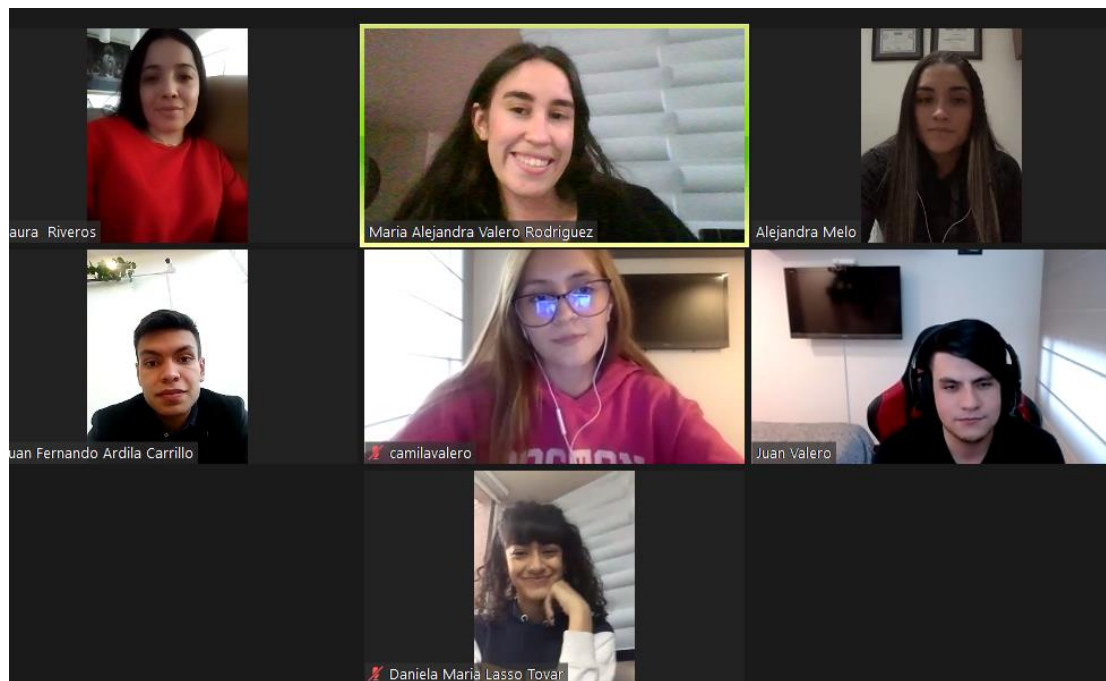 aura Riveros
Maria Alejandra Valero Rodriguez
Alejandra Melo
uan Fernando Ardila Carrillo
camilavalero
Juan Valero
Daniela Maria Lasso Tovar